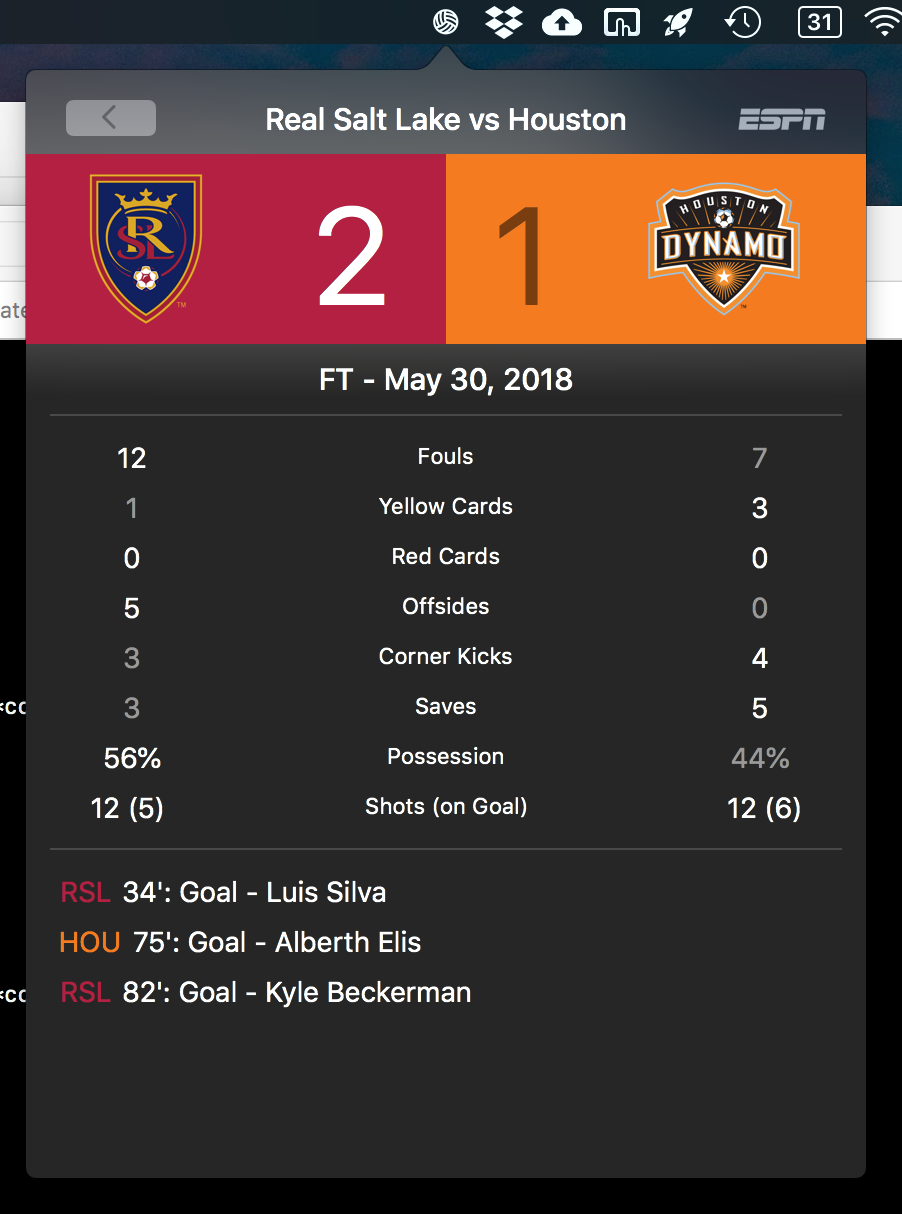 31
Real Salt Lake vs Houston
ESPN
RSL
2
1
HOUSTON
DYNAMO
TM
FT - May 30, 2018
12 Fouls 7
1 Yellow Cards 3
0 Red Cards 0
5 Offsides 0
3 Corner Kicks 4
3 Saves 5
56% Possession 44%
12 (5) Shots (on Goal) 12 (6)
RSL 34': Goal - Luis Silva
HOU 75': Goal - Alberth Elis
RSL 82': Goal - Kyle Beckerman